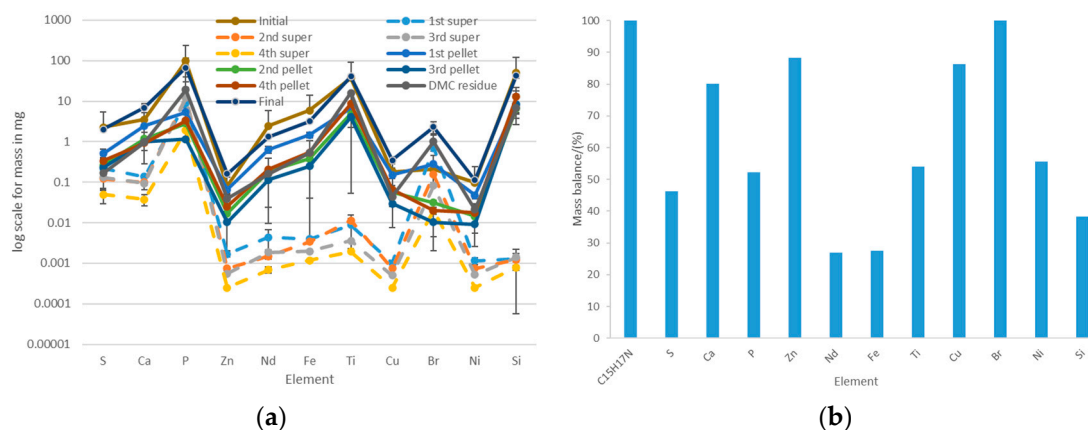 1000
100
10
1
0.1
0.01
0.001
0.0001
0.00001
log scale for mass in mg
Initial
1st super
2nd super
3rd super
4th super
1st pellet
2nd pellet
3rd pellet
4th pellet
DMC residue
Final
S Ca P Zn Nd Fe Ti Cu Br Ni Si
Element
(a)
100
90
80
70
60
50
40
30
20
10
0
Mass balance/(%)
C15H17N S Ca P Zn Nd Fe Ti Cu Br Ni Si
Element
(b)